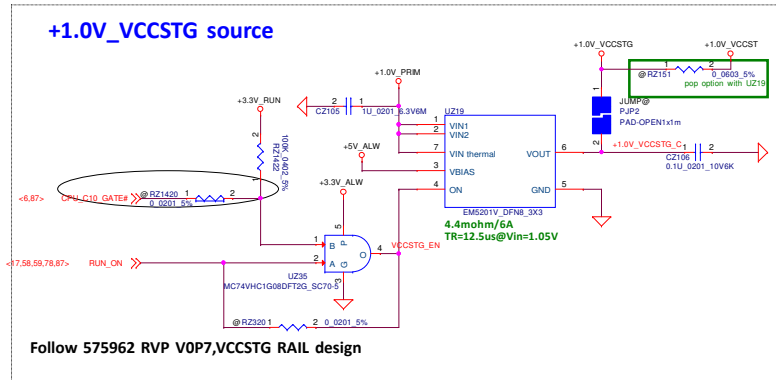 +1.0V_VCCSTG source
+1.0V_VCCSTG
+1.0V_VCCST
@ RZ151
1
2
0_0603_5%
pop option with UZ19
+1.0V_PRIM
+3.3V_RUN
2
1
CZ105
1U_0201_6.3V6M
UZ19
1
JUMP@
PJP2
PAD-OPEN1x1m
2
100K_0402_5%
RZ1422
1
VIN1
2
VIN2
7
VIN thermal
VOUT
6
+1.0V_VCCSTG_C
2
1
CZ106
0.1U_0201_10V6K
+5V_ALW
3
VBIAS
+3.3V_ALW
4
ON
GND
5
EM5201V_DFN8_3X3
4.4mohm/6A
TR=12.5us@Vin=1.05V
<6,87>
CPU_C10_GATE#
@ RZ1420
1
2
0_0201_5%
5
P
1
B
O
4
VCCSTG_EN
2
A
G
3
<17,58,59,78,87>
RUN_ON
UZ35
MC74VHC1G08DFT2G_SC70-5
@ RZ320
1
2
0_0201_5%
Follow 575962 RVP V0P7,VCCSTG RAIL design